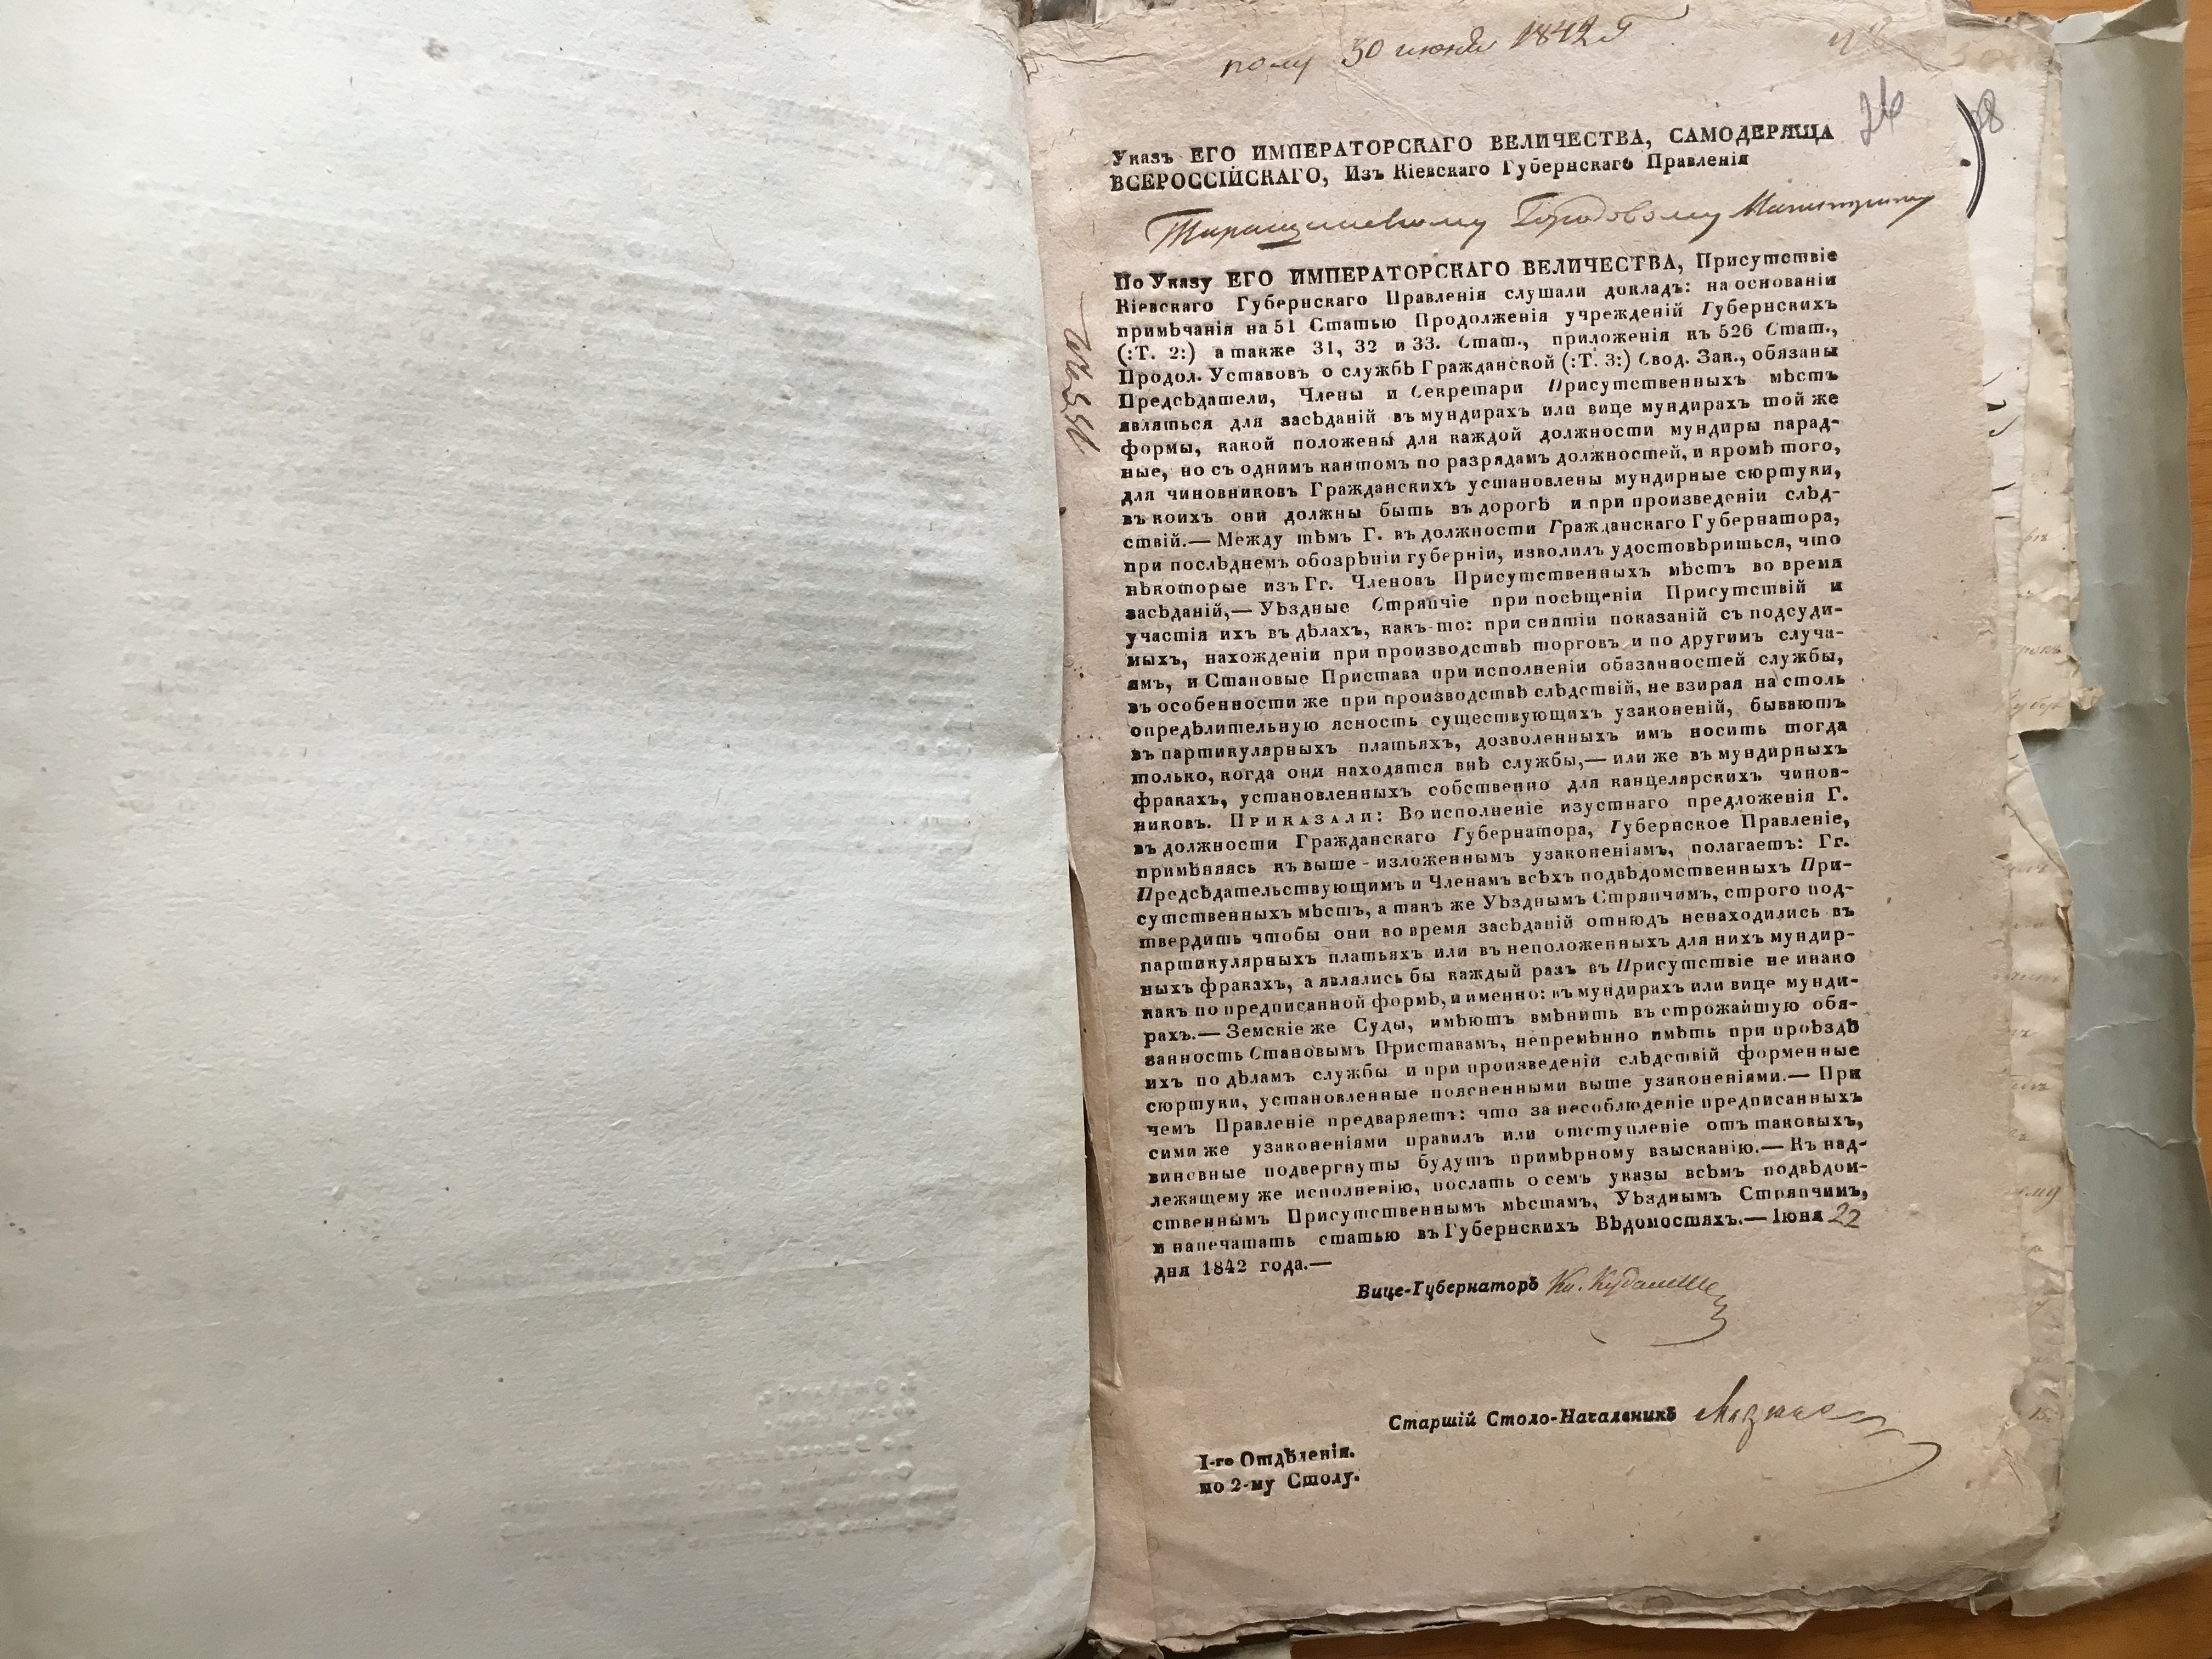 полу 30 июня 1842 г
26
28
Указъ ЕГО ИМПЕРАТОРСКАГО ВЕЛИЧЕСТВА, САМОДЕРЯЩА
ВСЕРОССІЙСКАГО, Изъ Кіевскаго Губернскаго Правленія
Таращанскому Городовому Магистрату
По Указу ЕГО ИМПЕРАТОРСКАГО ВЕЛИЧЕСТВА, Присутствіе
Кіевскаго Губернскаго Правленія слушали докладъ: на основаніи
примѣчанія на 51 Статью Продолженія учрежденій Губернскихъ
(:Т. 2:) а также 31, 32 и 33. Стат., приложенія къ 526 Стат.,
Продол. Уставовъ о службѣ Гражданской (:Т. 3:) Свод. Зак., обязаны
Предсѣдатели, Члены и Секретари Присутственныхъ мѣстъ
являться для засѣданій въ мундирахъ или вице мундирахъ той же
формы, какой положены для каждой должности мундиры парад-
ные, но съ однимъ кантомъ по разрядамъ должностей, и кромѣ того,
для чиновниковъ Гражданскихъ установлены мундирные сюртуки,
въ коихъ они должны быть въ дорогѣ и при произведеніи слѣд-
ствій.— Между тѣмъ Г. въ должности Гражданскаго Губернатора,
при послѣднемъ обозрѣніи губерніи, изволилъ удостовѣриться, что
нѣкоторые изъ Гг. Членовъ Присутственныхъ мѣстъ во время
засѣданій,— Уѣздные Стряпчіе при посѣщеніи Присутствій и
участія ихъ въ дѣлахъ, какъ-то: при снятіи показаній съ подсуди-
мыхъ, нахожденіи при производствѣ торговъ и по другимъ случа-
ямъ, и Становые Пристава при исполненіи обязанностей службы,
въ особенности же при производствѣ слѣдствій, не взирая на столь
опредѣлительную ясность существующихъ узаконеній, бываютъ
въ партикулярныхъ платьяхъ, дозволенныхъ имъ носить тогда
только, когда они находятся внѣ службы,— или же въ мундирныхъ
фракахъ, установленныхъ собственно для канцелярскихъ чинов-
никовъ. ПРИКАЗАЛИ: Во исполненіе изустнаго предложенія Г.
въ должности Гражданскаго Губернатора, Губернское Правленіе,
примѣняясь къ выше-изложеннымъ узаконеніямъ, полагаетъ: Гг.
Предсѣдательствующимъ и Членамъ всѣхъ подвѣдомственныхъ При-
сутственныхъ мѣстъ, а такъ же Уѣзднымъ Стряпчимъ, строго под-
твердить чтобы они во время засѣданій отнюдь ненаходились въ
партикулярныхъ платьяхъ или въ неположенныхъ для нихъ мундир-
ныхъ фракахъ, а являлись бы каждый разъ въ Присутствіе не инако
какъ по предписанной формѣ, и именно: въ мундирахъ или вице мунди-
рахъ.— Земскіе же Суды, имѣютъ вмѣнить въ строжайшую обя-
занность Становымъ Приставамъ, непремѣнно имѣть при проѣздѣ
ихъ по дѣламъ службы и при произведеніи слѣдствій форменные
сюртуки, установленные поясненными выше узаконеніями.— При
чемъ Правленіе предваряетъ: что за несоблюденіе предписанныхъ
сими же узаконеніями правилъ или отступленіе отъ таковыхъ,
виновные подвергнуты будутъ примѣрному взысканію.— Къ над-
лежащему же исполненію, послать о семъ указы всѣмъ подвѣдом-
ственнымъ Присутственнымъ мѣстамъ, Уѣзднымъ Стряпчимъ,
и напечатать статью въ Губернскихъ Вѣдомостяхъ.— Іюня 22
дня 1842 года.—
Вице-Губернаторъ Кн. Кудашев
Старшій Столо-Начальникъ
1-го Отдѣленія.
по 2-му Столу.